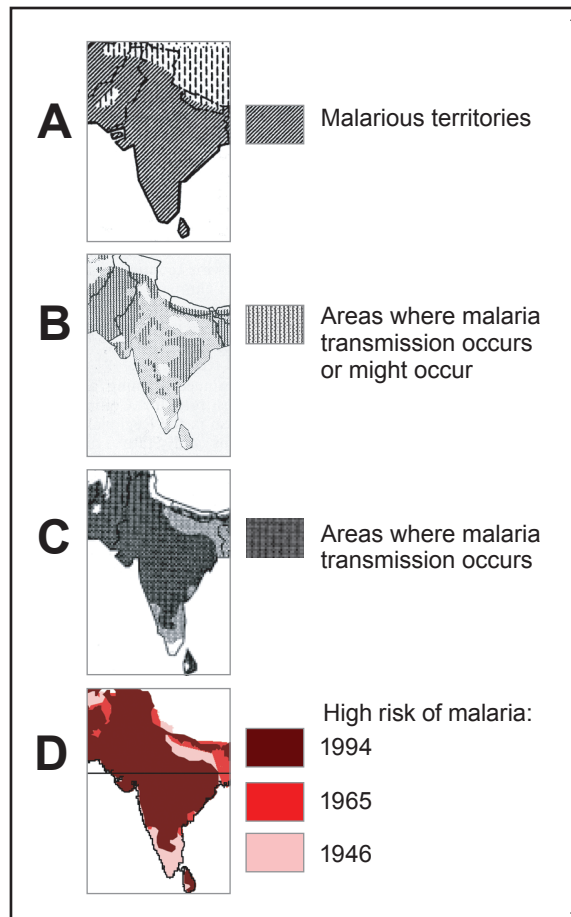 A
Malarious territories
B
Areas where malaria
transmission occurs
or might occur
C
Areas where malaria
transmission occurs
D
High risk of malaria:
1994
1965
1946